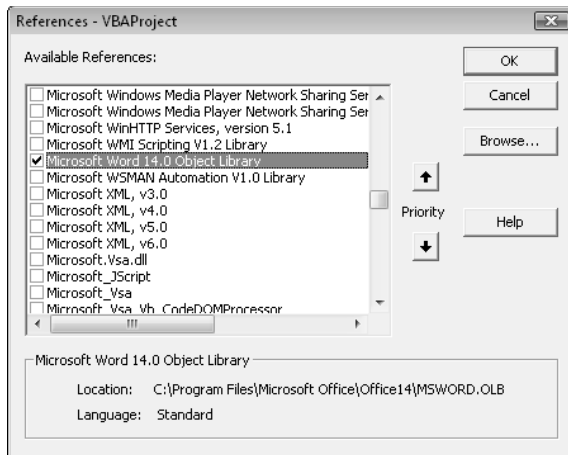 References - VBAProject
Available References:
Microsoft Windows Media Player Network Sharing Ser
Microsoft Windows Media Player Network Sharing Ser
Microsoft WinHTTP Services, version 5.1
Microsoft WMI Scripting V1.2 Library
Microsoft Word 14.0 Object Library
Microsoft WSMAN Automation V1.0 Library
Microsoft XML, v3.0
Microsoft XML, v4.0
Microsoft XML, v5.0
Microsoft XML, v6.0
Microsoft.Vsa.dll
Microsoft_JScript
Microsoft_Vsa
Microsoft_Vsa_Vb_CodeDOMProcessor
OK
Cancel
Browse...
Priority
Help
Microsoft Word 14.0 Object Library
Location: C:\Program Files\Microsoft Office\Office14\MSWORD.OLB
Language: Standard